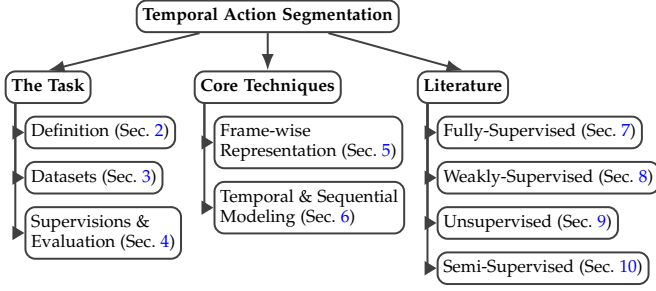 Temporal Action Segmentation
The Task
Definition (Sec. 2)
Datasets (Sec. 3)
Supervisions &
Evaluation (Sec. 4)
Core Techniques
Frame-wise
Representation (Sec. 5)
Temporal & Sequential
Modeling (Sec. 6)
Literature
Fully-Supervised (Sec. 7)
Weakly-Supervised (Sec. 8)
Unsupervised (Sec. 9)
Semi-Supervised (Sec. 10)